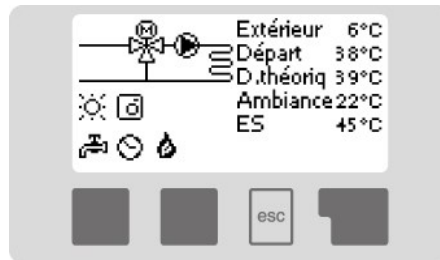 M
Extérieur 6°C
Départ 38°C
D.théoriq 39°C
Ambiance 22°C
ES 45°C
esc